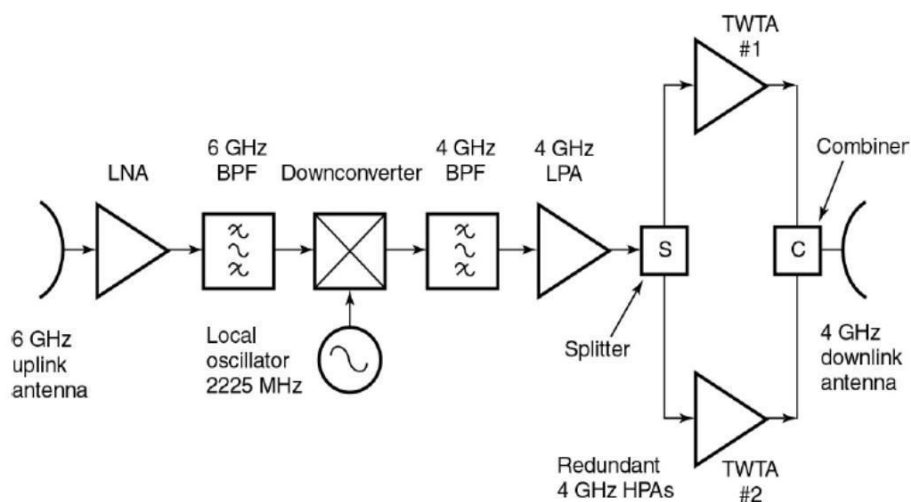 TWTA
#1
Combiner
6 GHz
BPF
4 GHz
BPF
4 GHz
LPA
LNA
Downconverter
S
C
6 GHz
uplink
antenna
Local
oscillator
2225 MHz
Splitter
4 GHz
downlink
antenna
Redundant
4 GHz HPAs
TWTA
#2